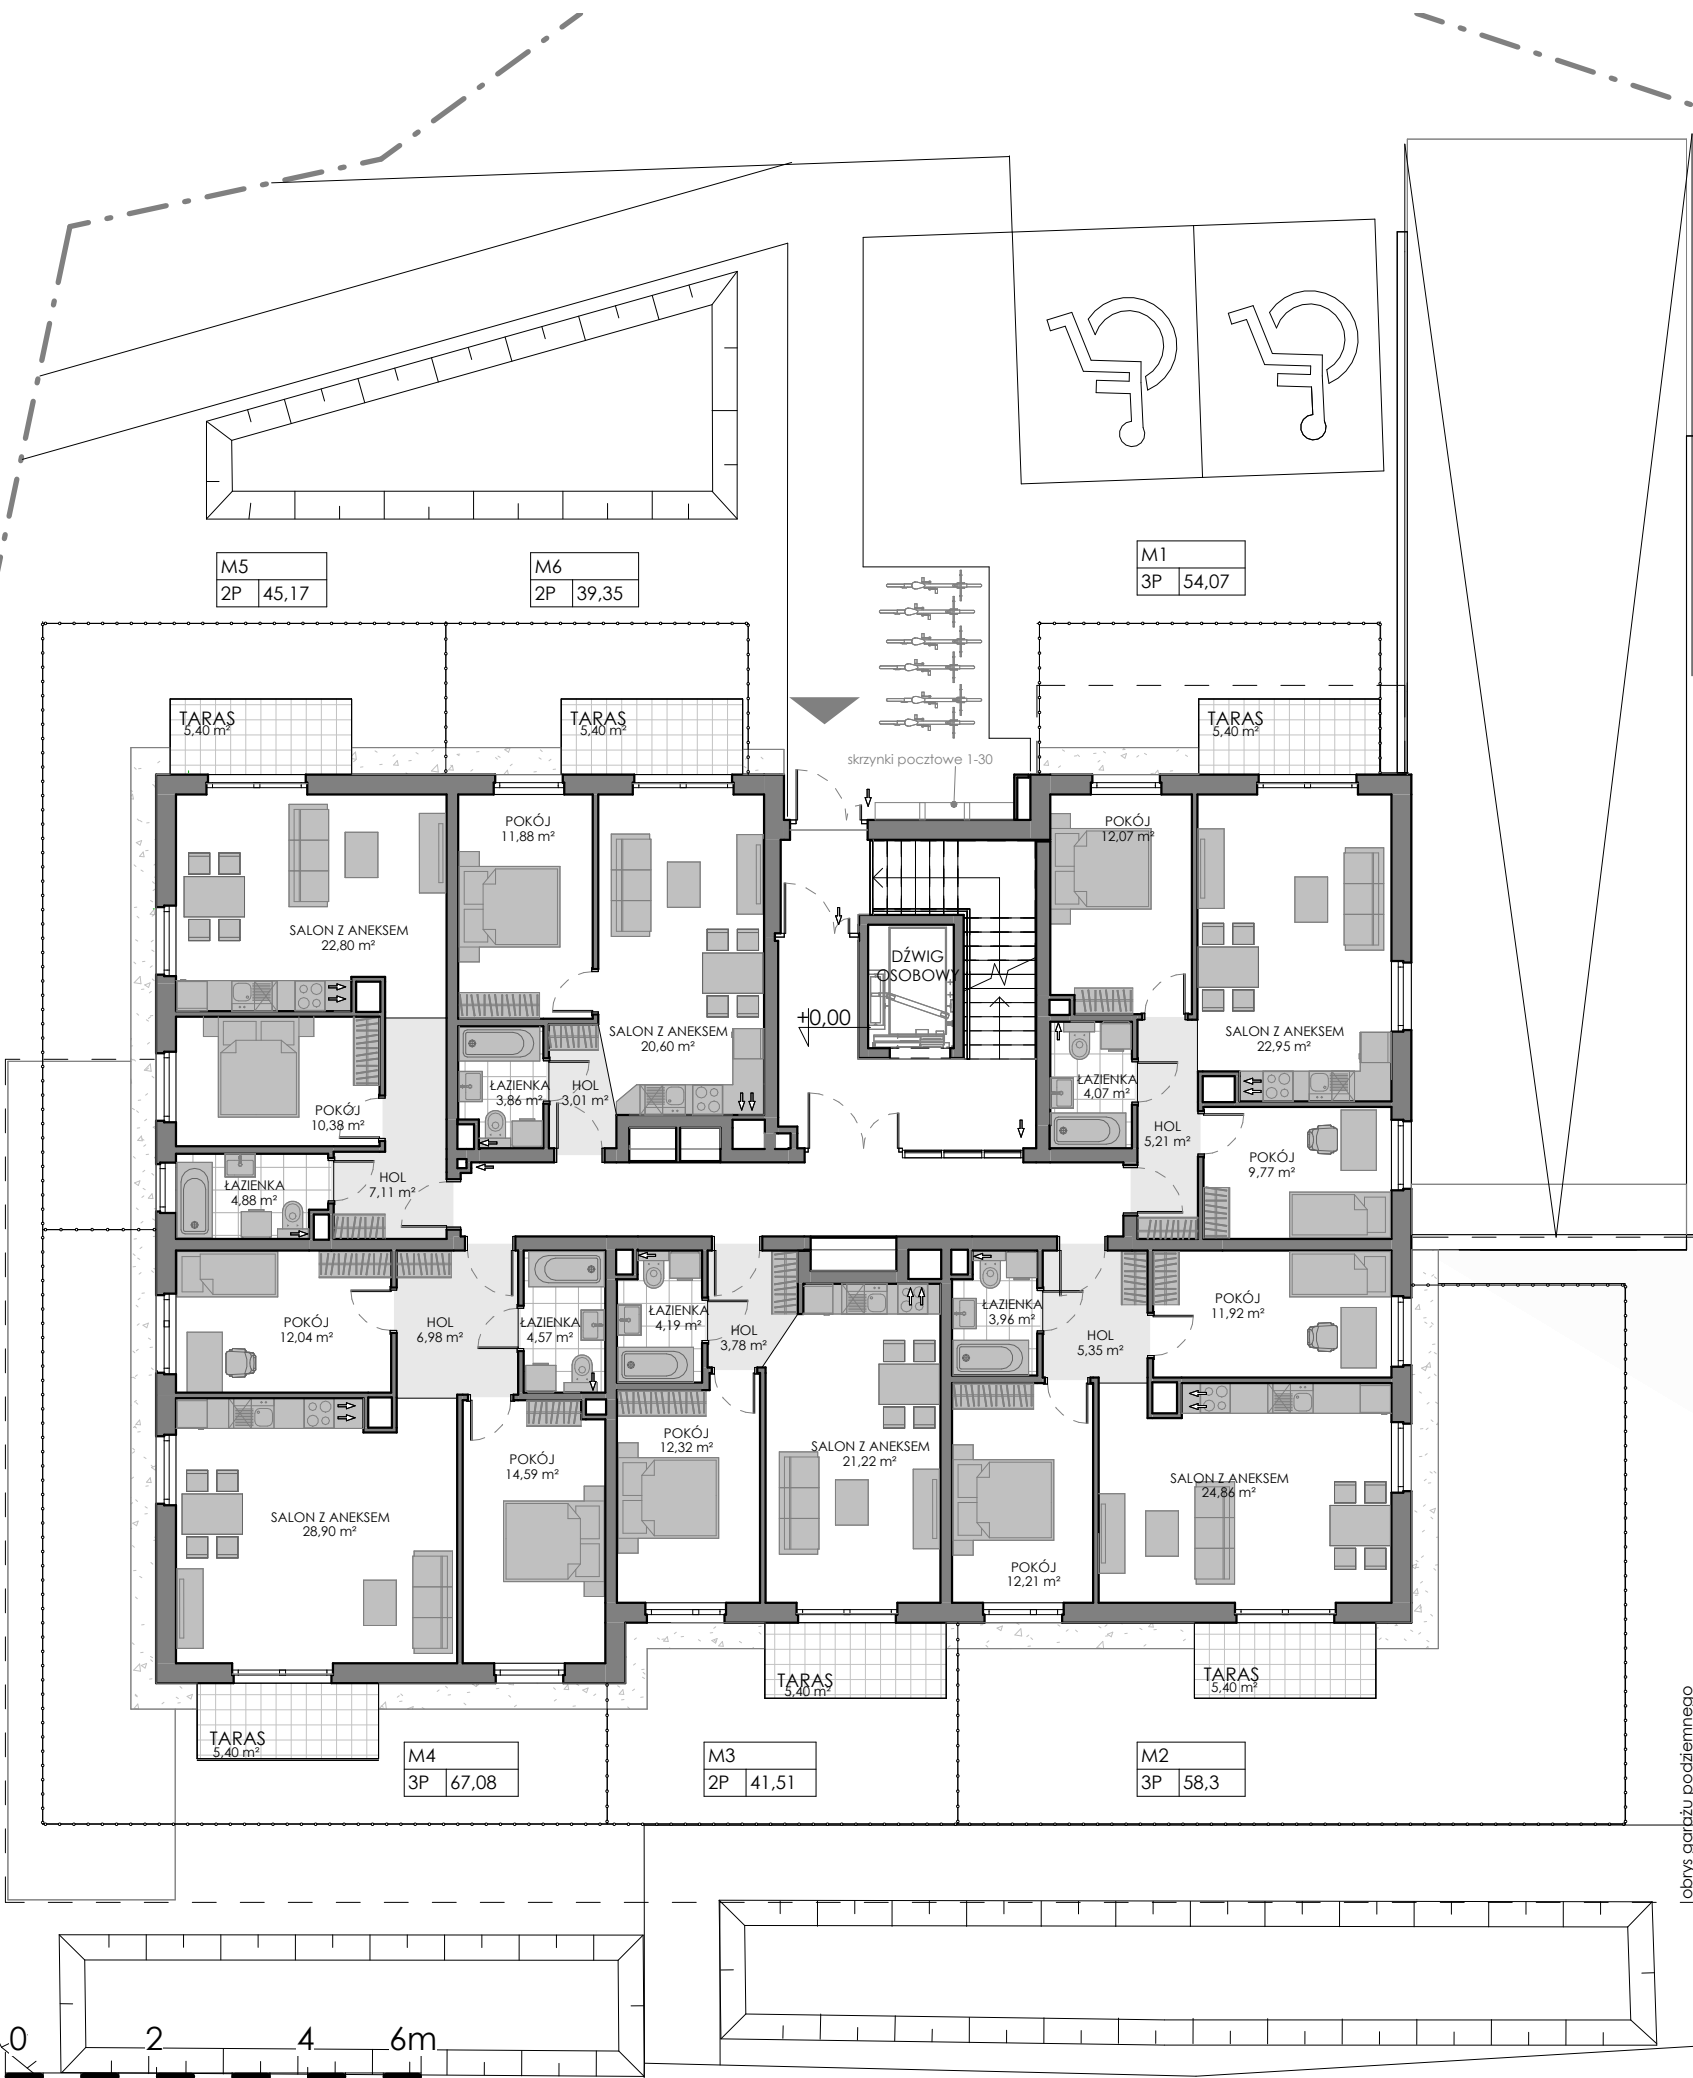 M5
2P 45,17
M6
2P 39,35
M1
3P 54,07
TARAS
5,40 m²
TARAS
5,40 m²
TARAS
5,40 m²
skrzynki pocztowe 1-30
POKÓJ
11,88 m²
POKÓJ
12,07 m²
SALON Z ANEKSEM
22,80 m²
DŹWIG
OSOBOWY
±0,00
SALON Z ANEKSEM
20,60 m²
SALON Z ANEKSEM
22,95 m²
POKÓJ
10,38 m²
ŁAZIENKA
3,86 m²
HOL
3,01 m²
ŁAZIENKA
4,07 m²
HOL
5,21 m²
POKÓJ
9,77 m²
ŁAZIENKA
4,88 m²
HOL
7,11 m²
POKÓJ
12,04 m²
HOL
6,98 m²
ŁAZIENKA
4,57 m²
ŁAZIENKA
4,19 m²
HOL
3,78 m²
ŁAZIENKA
3,96 m²
HOL
5,35 m²
POKÓJ
11,92 m²
POKÓJ
14,59 m²
POKÓJ
12,32 m²
SALON Z ANEKSEM
21,22 m²
SALON Z ANEKSEM
24,86 m²
SALON Z ANEKSEM
28,90 m²
POKÓJ
12,21 m²
TARAS
5,40 m²
TARAS
5,40 m²
TARAS
5,40 m²
M4
3P 67,08
M3
2P 41,51
M2
3P 58,3
obrys garażu podziemnego
0 2 4 6m